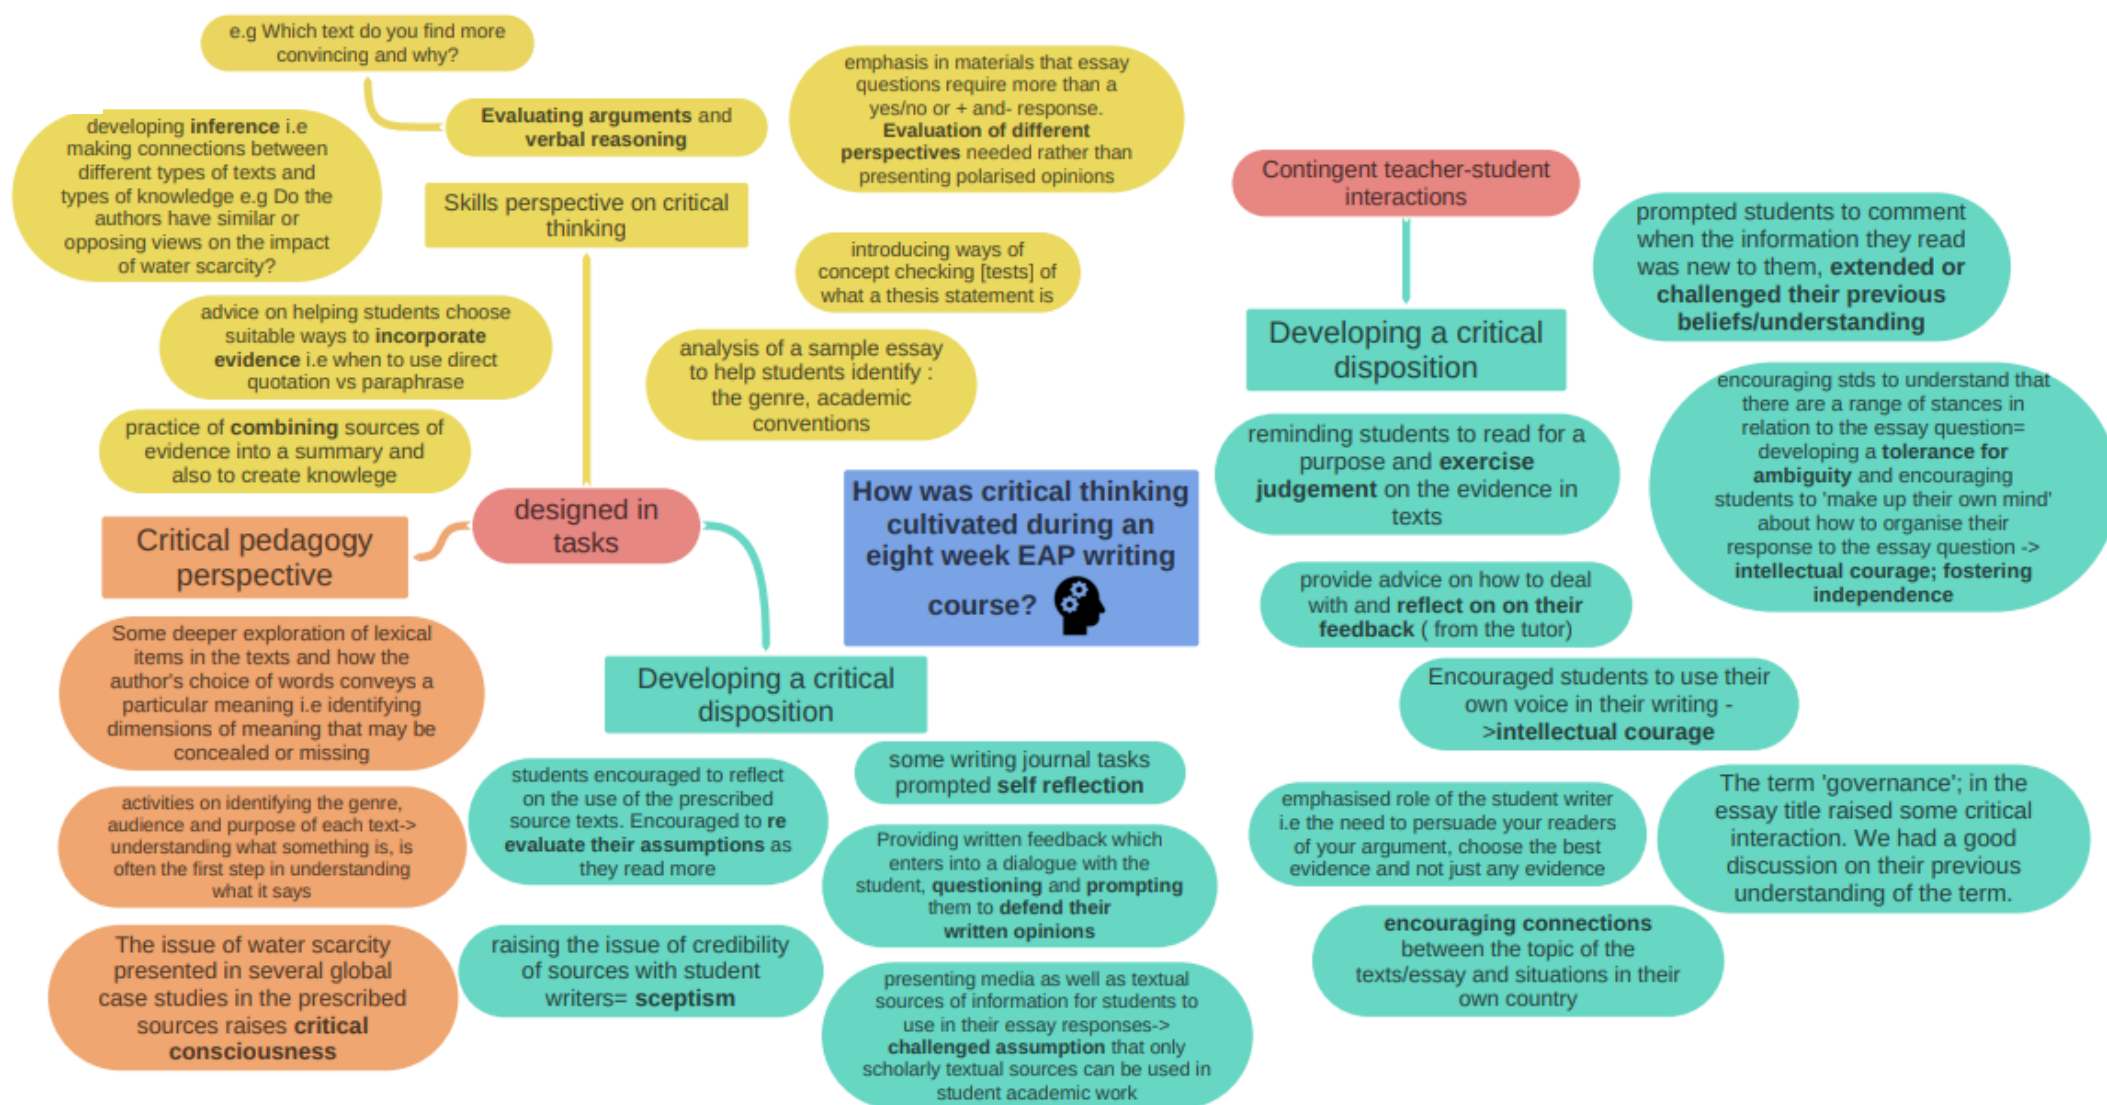 e.g Which text do you find more
convincing and why?
Evaluating arguments and
verbal reasoning
developing inference i.e
making connections between
different types of texts and
types of knowledge e.g Do the
authors have similar or
opposing views on the impact
of water scarcity?
emphasis in materials that essay
questions require more than a
yes/no or + and- response.
Evaluation of different
perspectives needed rather than
presenting polarised opinions
Skills perspective on critical
thinking
introducing ways of
concept checking [tests] of
what a thesis statement is
advice on helping students choose
suitable ways to incorporate
evidence i.e when to use direct
quotation vs paraphrase
analysis of a sample essay
to help students identify :
the genre, academic
conventions
practice of combining sources of
evidence into a summary and
also to create knowlege
designed in
tasks
How was critical thinking
cultivated during an
eight week EAP writing
course?
Critical pedagogy
perspective
Some deeper exploration of lexical
items in the texts and how the
author's choice of words conveys a
particular meaning i.e identifying
dimensions of meaning that may be
concealed or missing
activities on identifying the genre,
audience and purpose of each text->
understanding what something is, is
often the first step in understanding
what it says
The issue of water scarcity
presented in several global
case studies in the prescribed
sources raises critical
consciousness
Developing a critical
disposition
students encouraged to reflect
on the use of the prescribed
source texts. Encouraged to re
evaluate their assumptions as
they read more
raising the issue of credibility
of sources with student
writers= sceptism
some writing journal tasks
prompted self reflection
Providing written feedback which
enters into a dialogue with the
student, questioning and prompting
them to defend their
written opinions
presenting media as well as textual
sources of information for students to
use in their essay responses->
challenged assumption that only
scholarly textual sources can be used in
student academic work
Contingent teacher-student
interactions
Developing a critical
disposition
prompted students to comment
when the information they read
was new to them, extended or
challenged their previous
beliefs/understanding
reminding students to read for a
purpose and exercise
judgement on the evidence in
texts
encouraging stds to understand that
there are a range of stances in
relation to the essay question=
developing a tolerance for
ambiguity and encouraging
students to 'make up their own mind'
about how to organise their
response to the essay question ->
intellectual courage; fostering
independence
provide advice on how to deal
with and reflect on on their
feedback ( from the tutor)
Encouraged students to use their
own voice in their writing -
>intellectual courage
emphasised role of the student writer
i.e the need to persuade your readers
of your argument, choose the best
evidence and not just any evidence
The term 'governance'; in the
essay title raised some critical
interaction. We had a good
discussion on their previous
understanding of the term.
encouraging connections
between the topic of the
texts/essay and situations in their
own country